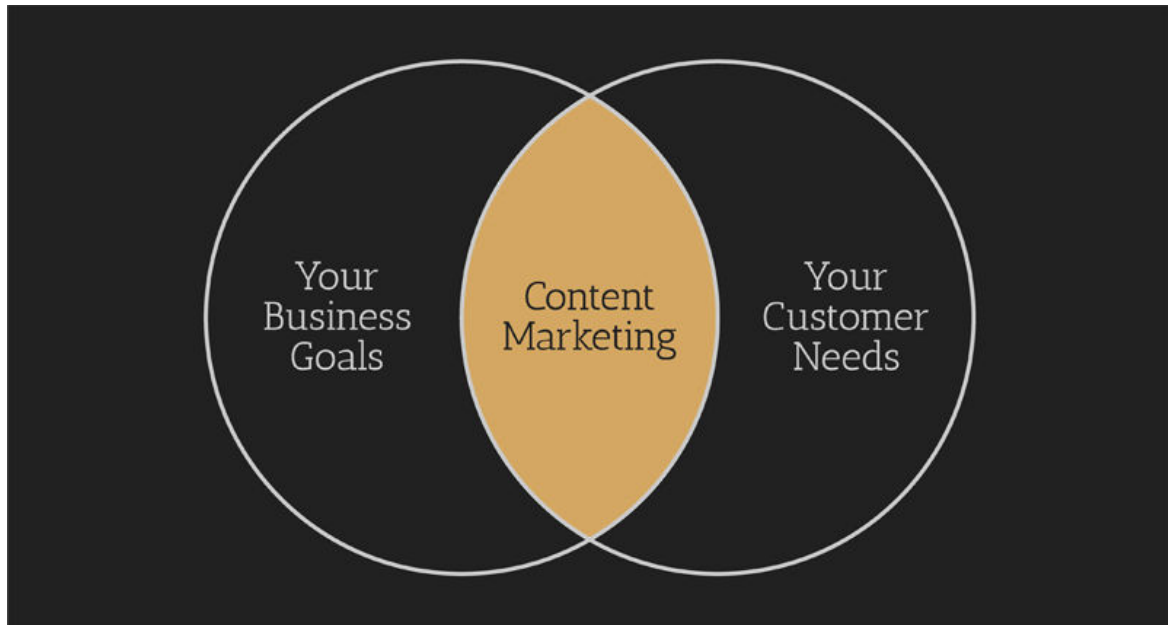 Your
Business
Goals
Content
Marketing
Your
Customer
Needs